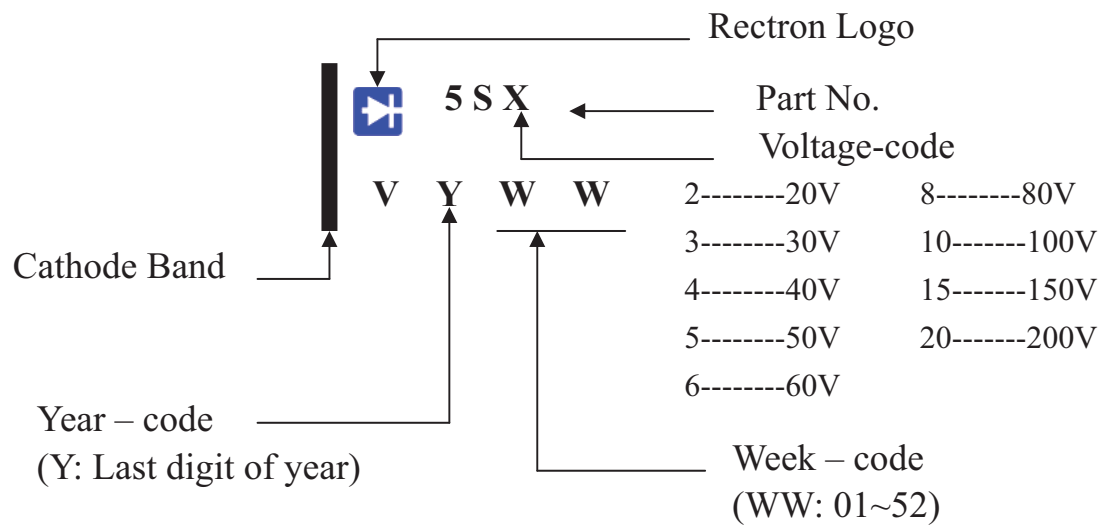 Rectron Logo
5 S X
Part No.
Voltage-code
V Y W W
2--------20V 8--------80V
3--------30V 10-------100V
Cathode Band
4--------40V 15-------150V
5--------50V 20-------200V
6--------60V
Year – code
(Y: Last digit of year)
Week – code
(WW: 01~52)